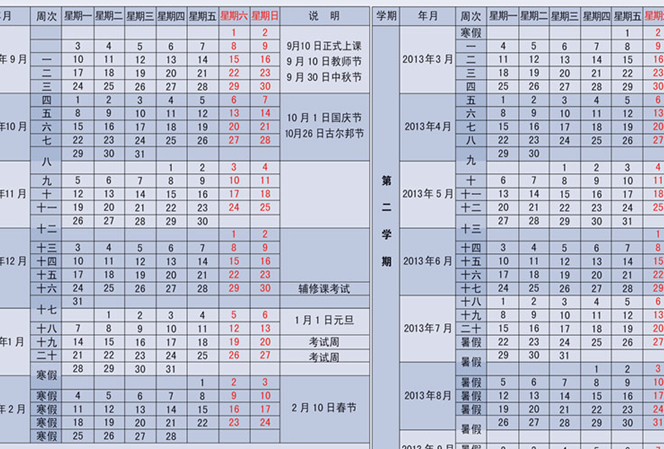 月 周次 星期一 星期二 星期三 星期四 星期五 星期六 星期日 说 明
年9月
1 2
3 4 5 6 7 8 9
一 10 11 12 13 14 15 16
二 17 18 19 20 21 22 23
三 24 25 26 27 28 29 30
9月10日正式上课
9月10日教师节
9月30日中秋节
年10月
四 1 2 3 4 5 6 7
五 8 9 10 11 12 13 14
六 15 16 17 18 19 20 21
七 22 23 24 25 26 27 28
八 29 30 31
10月1日国庆节
10月26日古尔邦节
年11月
1 2 3 4
九 5 6 7 8 9 10 11
十 12 13 14 15 16 17 18
十一 19 20 21 22 23 24 25
十二 26 27 28 29 30
年12月
1 2
十三 3 4 5 6 7 8 9
十四 10 11 12 13 14 15 16
十五 17 18 19 20 21 22 23
十六 24 25 26 27 28 29 30 辅修课考试
十七 31
年1月
1 2 3 4 5 6 1月1日元旦
十八 7 8 9 10 11 12 13
十九 14 15 16 17 18 19 20 考试周
二十 21 22 23 24 25 26 27 考试周
寒假 28 29 30 31
年2月
1 2 3
寒假 4 5 6 7 8 9 10
寒假 11 12 13 14 15 16 17
寒假 18 19 20 21 22 23 24
寒假 25 26 27 28
2月10日春节
学期 年月 周次 星期一 星期二 星期三 星期四 星期五 星期
第二学期
2013年3月
寒假 1 2
一 4 5 6 7 8 9
二 11 12 13 14 15 16
三 18 19 20 21 22 23
四 25 26 27 28 29 30
2013年4月
五 1 2 3 4 5 6
六 8 9 10 11 12 13
七 15 16 17 18 19 20
八 22 23 24 25 26 27
九 29 30
2013年5月
1 2 3 4
十 6 7 8 9 10 11
十一 13 14 15 16 17 18
十二 20 21 22 23 24 25
十三 27 28 29 30 31
2013年6月
1
十四 3 4 5 6 7 8
十五 10 11 12 13 14 15
十六 17 18 19 20 21 22
十七 24 25 26 27 28 29
2013年7月
十八 1 2 3 4 5 6
十九 8 9 10 11 12 13
二十 15 16 17 18 19 20
暑假 22 23 24 25 26 27
暑假 29 30 31
2013年8月
1 2 3
暑假 5 6 7 8 9 10
暑假 12 13 14 15 16 17
暑假 19 20 21 22 23 24
暑假 26 27 28 29 30 31
2013年9月
暑假